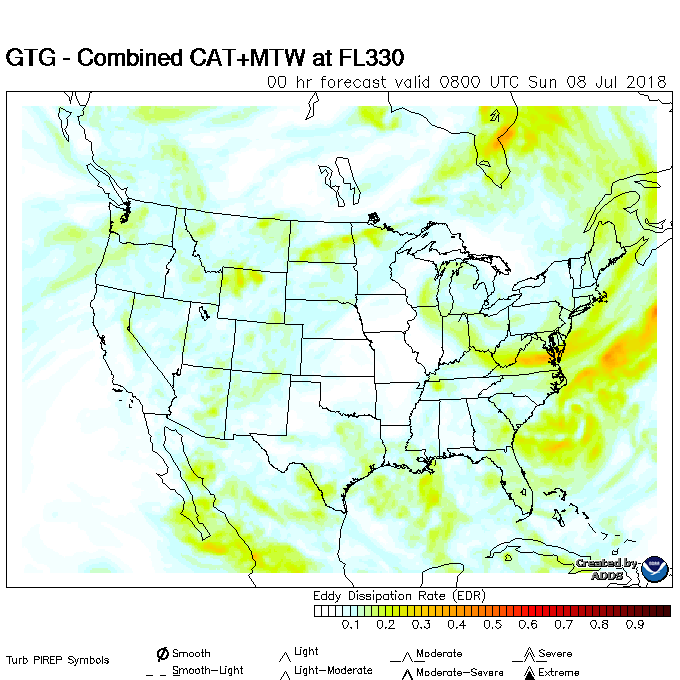 GTG - Combined CAT+MTW at FL330
00 hr forecast valid 0800 UTC Sun 08 Jul 2018
Created by
ADDS
Eddy Dissipation Rate (EDR)
0.1 0.2 0.3 0.4 0.5 0.6 0.7 0.8 0.9
Turb PIREP Symbols
Smooth Light Moderate Severe
Smooth-Light Light-Moderate Moderate-Severe Extreme